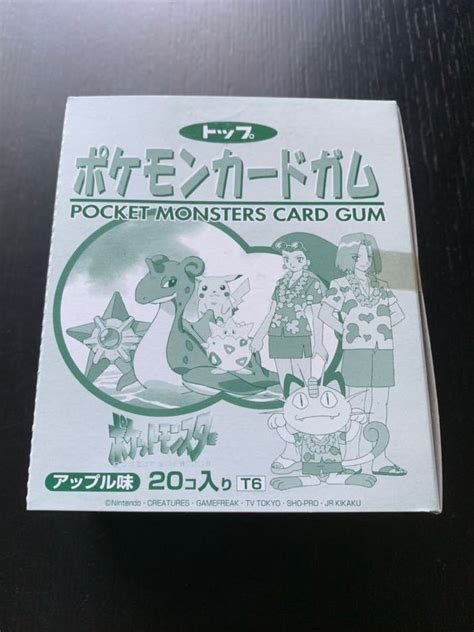 トップ
ポケモンカードガム
POCKET MONSTERS CARD GUM
ポケットモンスター
アップル味 20コ入り T6
©Nintendo・CREATURES・GAMEFREAK・TV TOKYO・SHO-PRO・JR KIKAKU